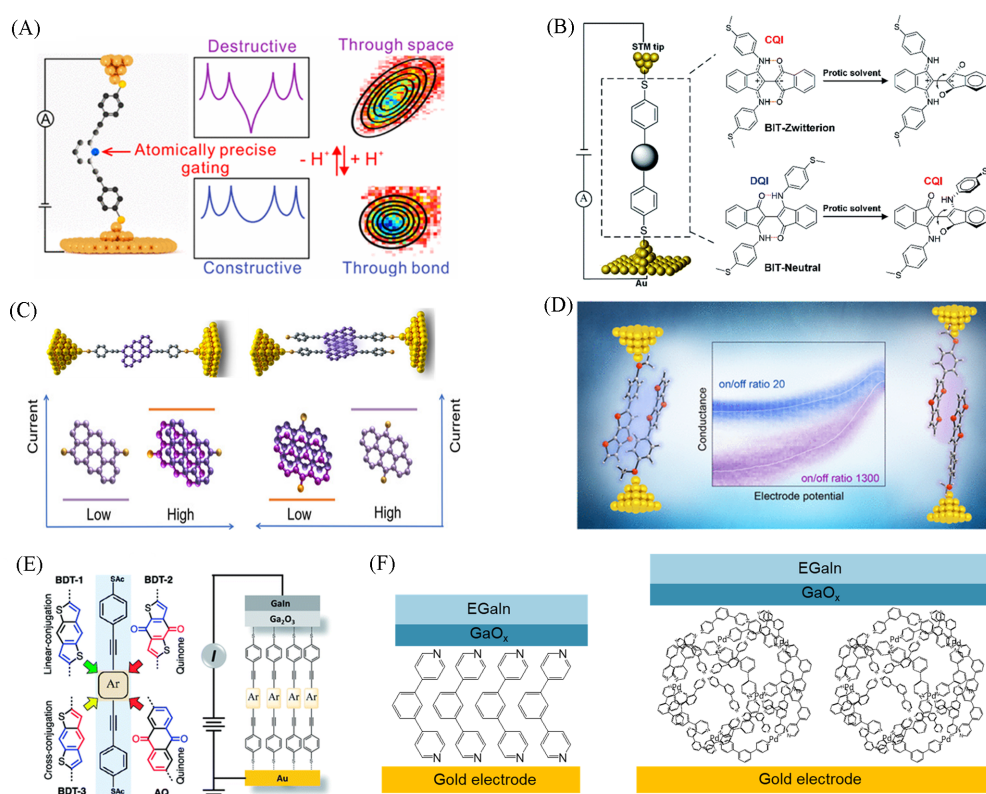 (A)
Destructive
Through space
A
Atomically precise
gating
- H⁺
+ H⁺
Constructive
Through bond
(B)
STM tip
S
S
Au
A
CQI
S
NH
O
+
-
NH
O
S
BIT-Zwitterion
Protic solvent
S
NH
O
+
-
NH
O
S
DQI
S
O
HN
NH
O
S
BIT-Neutral
Protic solvent
CQI
S
O
HN
NH
O
S
(C)
Current
Low
High
Low
High
Current
(D)
on/off ratio 20
on/off ratio 1300
Conductance
Electrode potential
(E)
BDT-1
SAc
BDT-2
Linear-conjugation
S
S
O
S
S
O
Quinone
Ar
Cross-conjugation
S
S
O
O
Quinone
BDT-3
SAc
AQ
I
GaIn
Ga₂O₃
S
S
S
S
Ar
Ar
Ar
Ar
S
S
S
S
Au
(F)
EGaIn
GaOₓ
N
N
N
N
N
N
N
N
Gold electrode
EGaIn
GaOₓ
Pd
Pd
Pd
Pd
Pd
Pd
Pd
Pd
Gold electrode